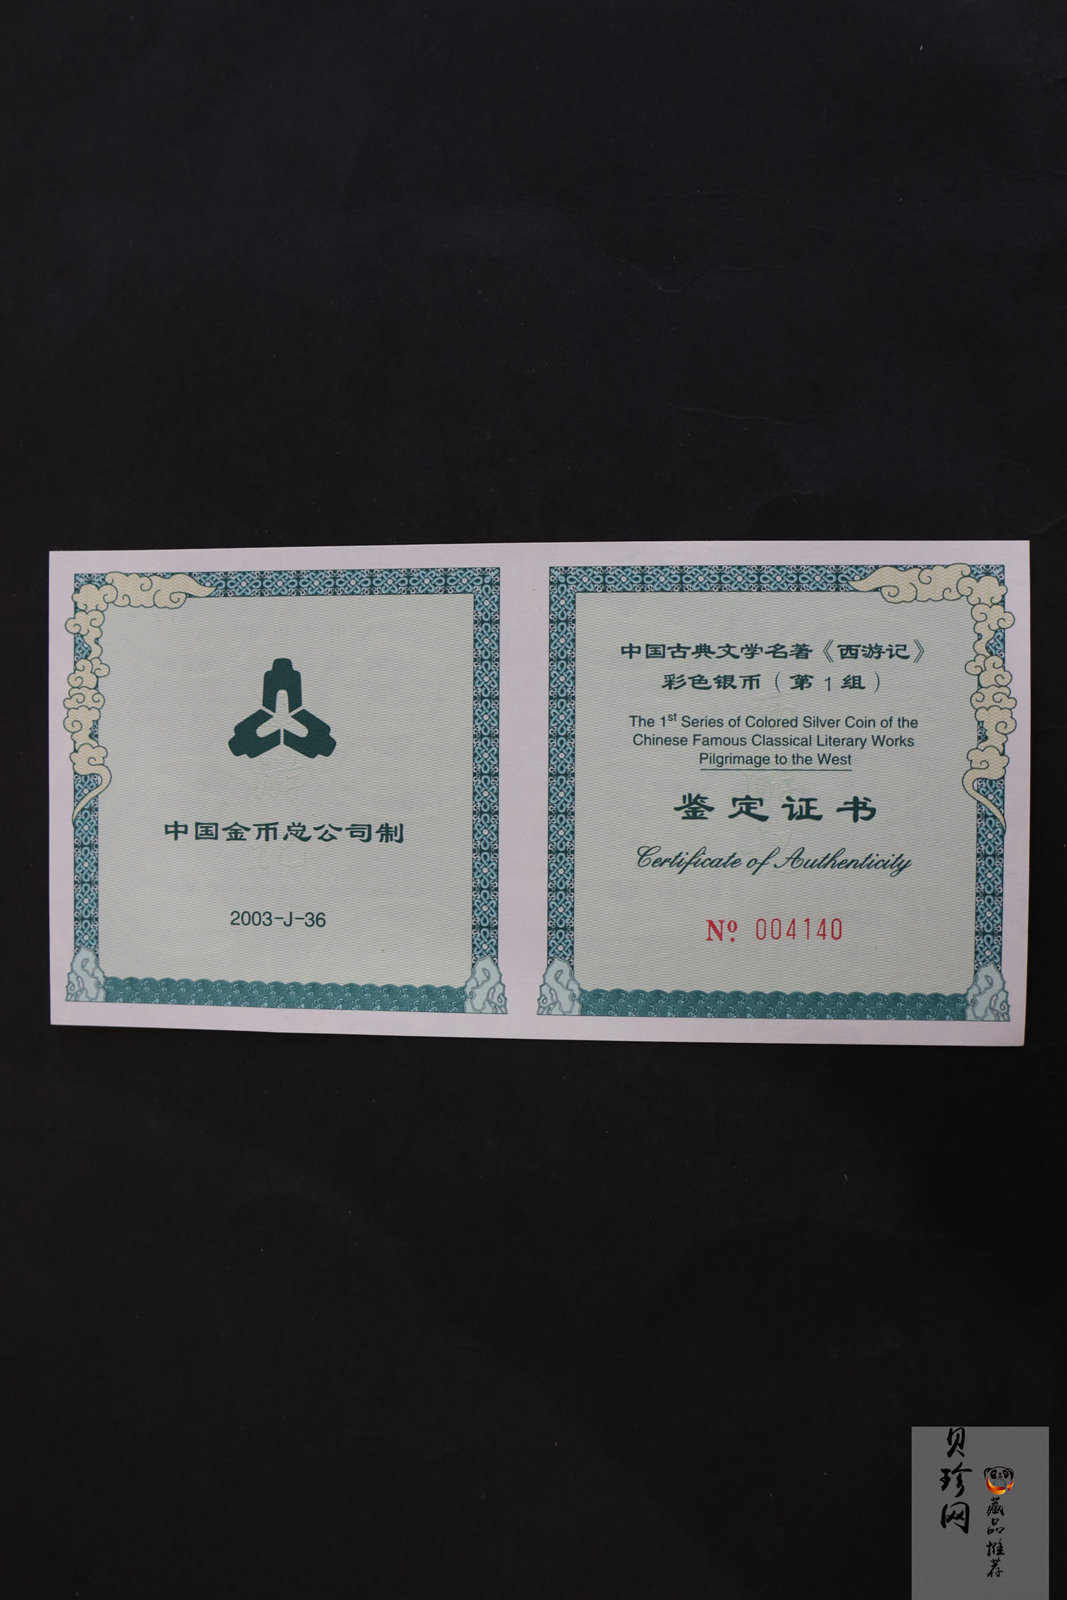 中国金币总公司制
2003-J-36
中国古典文学名著《西游记》
彩色银币（第1组）
The 1st Series of Colored Silver Coin of the
Chinese Famous Classical Literary Works
Pilgrimage to the West
鉴定证书
Certificate of Authenticity
Nº. 004140
贝珍网
藏品推荐